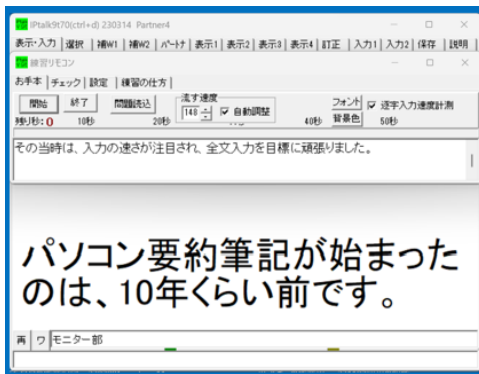 IPtalk9t70(ctrl+d) 230314 Partner4
表示・入力 選択 補W1 補W2 パートナ 表示1 表示2 表示3 表示4 訂正 入力1 入力2 保存 説明
練習リモコン
お手本 チェック 設定 練習の仕方
開始 終了 問題読込 流す速度 148 自動調整 フォント 逐字入力速度計測
残り秒:0 10秒 20秒 40秒 背景色 50秒
その当時は、入力の速さが注目され、全文入力を目標に頑張りました。
パソコン要約筆記が始まった
のは、10年くらい前です。
再 ワ モニター部